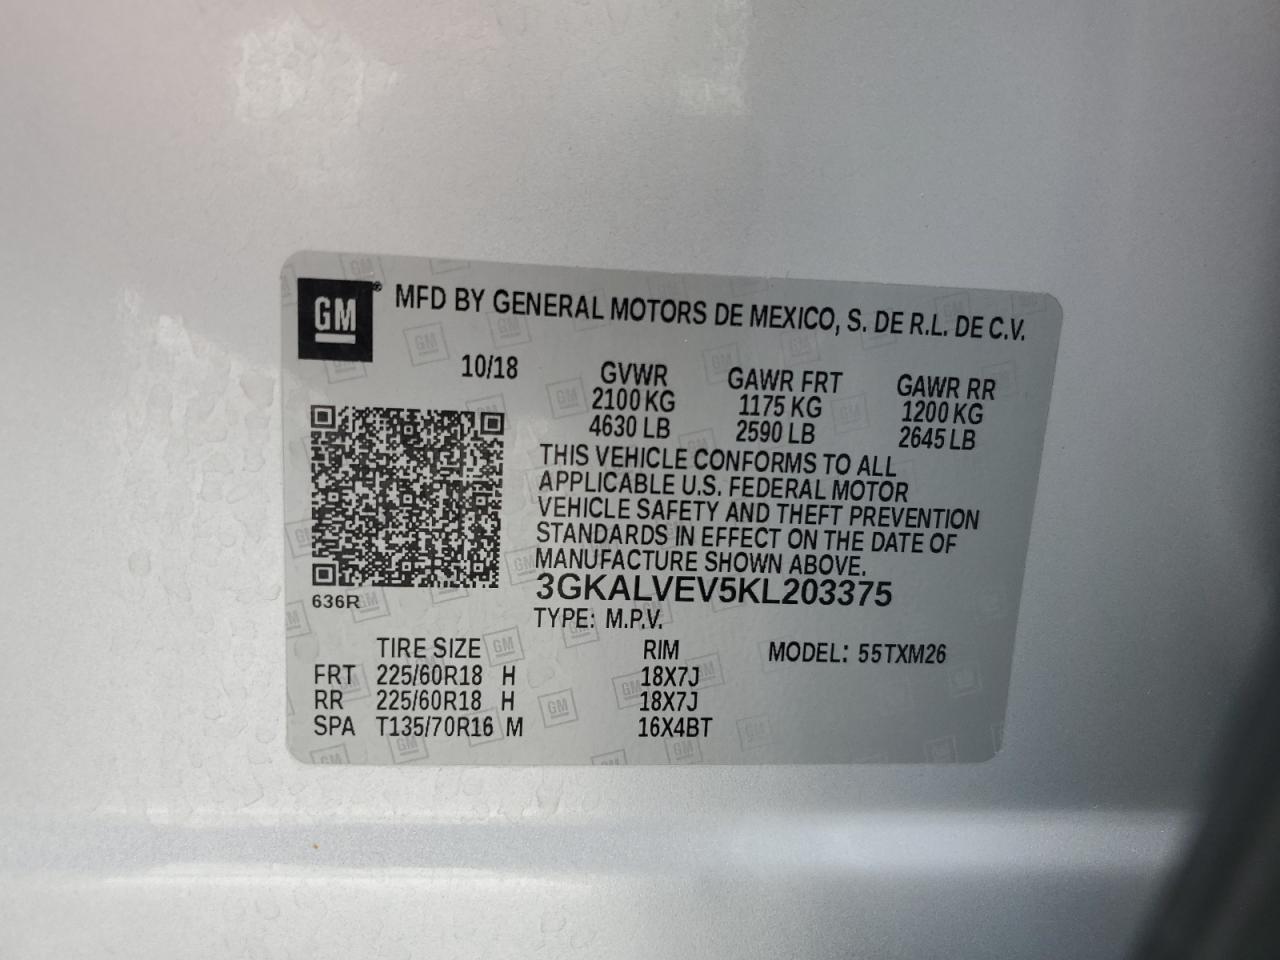 GM® MFD BY GENERAL MOTORS DE MEXICO, S. DE R.L. DE C.V.
10/18 GVWR GAWR FRT GAWR RR
2100 KG 1175 KG 1200 KG
4630 LB 2590 LB 2645 LB
THIS VEHICLE CONFORMS TO ALL
APPLICABLE U.S. FEDERAL MOTOR
VEHICLE SAFETY AND THEFT PREVENTION
STANDARDS IN EFFECT ON THE DATE OF
MANUFACTURE SHOWN ABOVE.
3GKALVEV5KL203375
636R
TYPE: M.P.V.
TIRE SIZE RIM MODEL: 55TXM26
FRT 225/60R18 H 18X7J
RR 225/60R18 H 18X7J
SPA T135/70R16 M 16X4BT